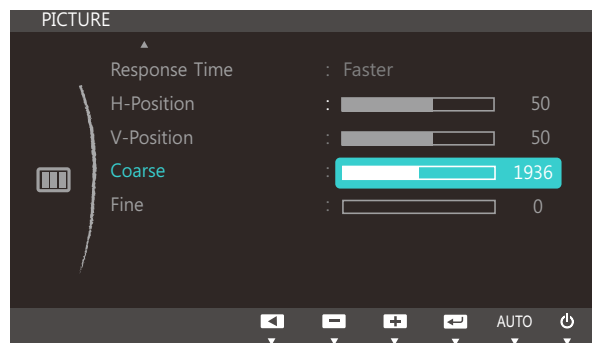 PICTURE
Response Time : Faster
H-Position : 50
V-Position : 50
Coarse : 1936
Fine : 0
AUTO